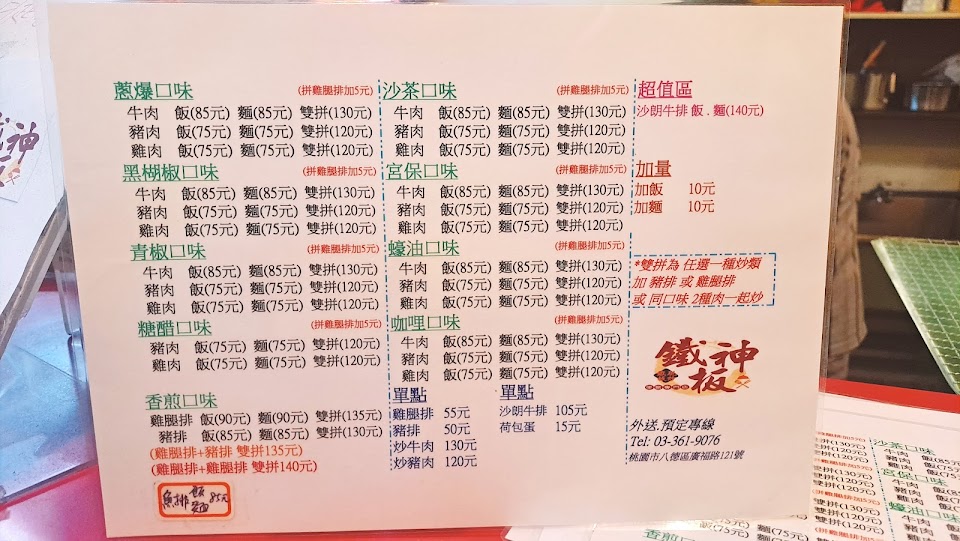 蔥爆口味 (拼雞腿排加5元)
牛肉 飯(85元) 麵(85元) 雙拼(130元)
豬肉 飯(75元) 麵(75元) 雙拼(120元)
雞肉 飯(75元) 麵(75元) 雙拼(120元)
黑楜椒口味 (拼雞腿排加5元)
牛肉 飯(85元) 麵(85元) 雙拼(130元)
豬肉 飯(75元) 麵(75元) 雙拼(120元)
雞肉 飯(75元) 麵(75元) 雙拼(120元)
青椒口味 (拼雞腿排加5元)
牛肉 飯(85元) 麵(85元) 雙拼(130元)
豬肉 飯(75元) 麵(75元) 雙拼(120元)
雞肉 飯(75元) 麵(75元) 雙拼(120元)
糖醋口味 (拼雞腿排加5元)
豬肉 飯(75元) 麵(75元) 雙拼(120元)
雞肉 飯(75元) 麵(75元) 雙拼(120元)
香煎口味
雞腿排 飯(90元) 麵(90元) 雙拼(135元)
豬排 飯(85元) 麵(85元) 雙拼(130元)
(雞腿排+豬排 雙拼135元)
(雞腿排+雞腿排 雙拼140元)
魚排 飯 麵 85元
沙茶口味 (拼雞腿排加5元)
牛肉 飯(85元) 麵(85元) 雙拼(130元)
豬肉 飯(75元) 麵(75元) 雙拼(120元)
雞肉 飯(75元) 麵(75元) 雙拼(120元)
宮保口味 (拼雞腿排加5元)
牛肉 飯(85元) 麵(85元) 雙拼(130元)
豬肉 飯(75元) 麵(75元) 雙拼(120元)
雞肉 飯(75元) 麵(75元) 雙拼(120元)
蠔油口味 (拼雞腿排加5元)
牛肉 飯(85元) 麵(85元) 雙拼(130元)
豬肉 飯(75元) 麵(75元) 雙拼(120元)
雞肉 飯(75元) 麵(75元) 雙拼(120元)
咖哩口味 (拼雞腿排加5元)
牛肉 飯(85元) 麵(85元) 雙拼(130元)
豬肉 飯(75元) 麵(75元) 雙拼(120元)
雞肉 飯(75元) 麵(75元) 雙拼(120元)
單點 單點
雞腿排 55元 沙朗牛排 105元
豬排 50元 荷包蛋 15元
炒牛肉 130元
炒豬肉 120元
超值區
沙朗牛排 飯 . 麵(140元)
加量
加飯 10元
加麵 10元
*雙拼為 任選一種炒類
加 豬排 或 雞腿排
或 同口味 2種肉一起炒
鐵神板
外送.預定專線
Tel: 03-361-9076
桃園市八德區廣福路121號